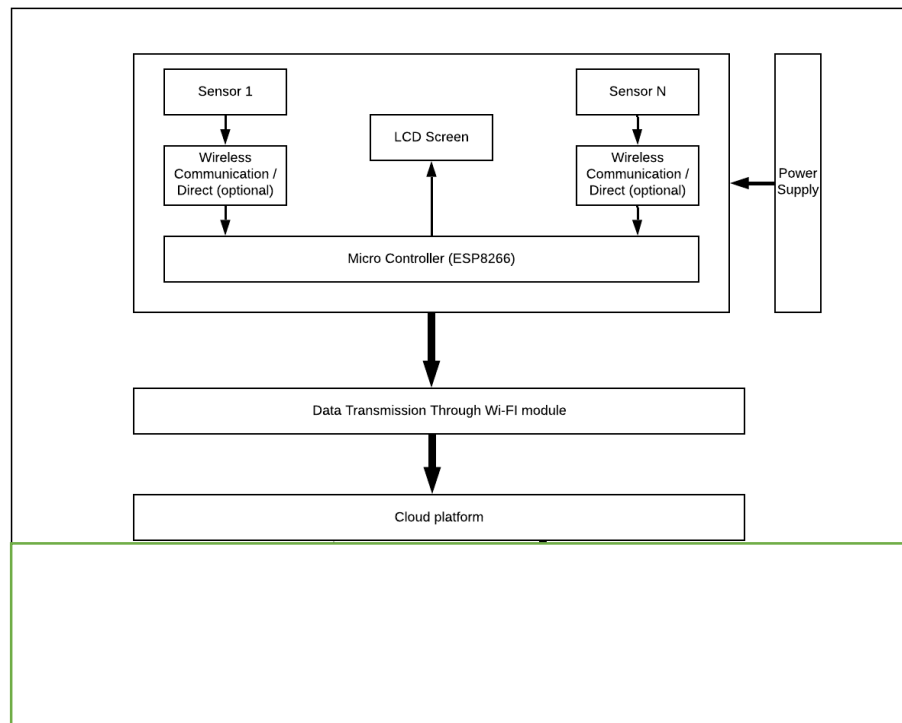 Sensor 1
Sensor N
LCD Screen
Wireless
Communication /
Direct (optional)
Wireless
Communication /
Direct (optional)
Power
Supply
Micro Controller (ESP8266)
Data Transmission Through Wi-FI module
Cloud platform